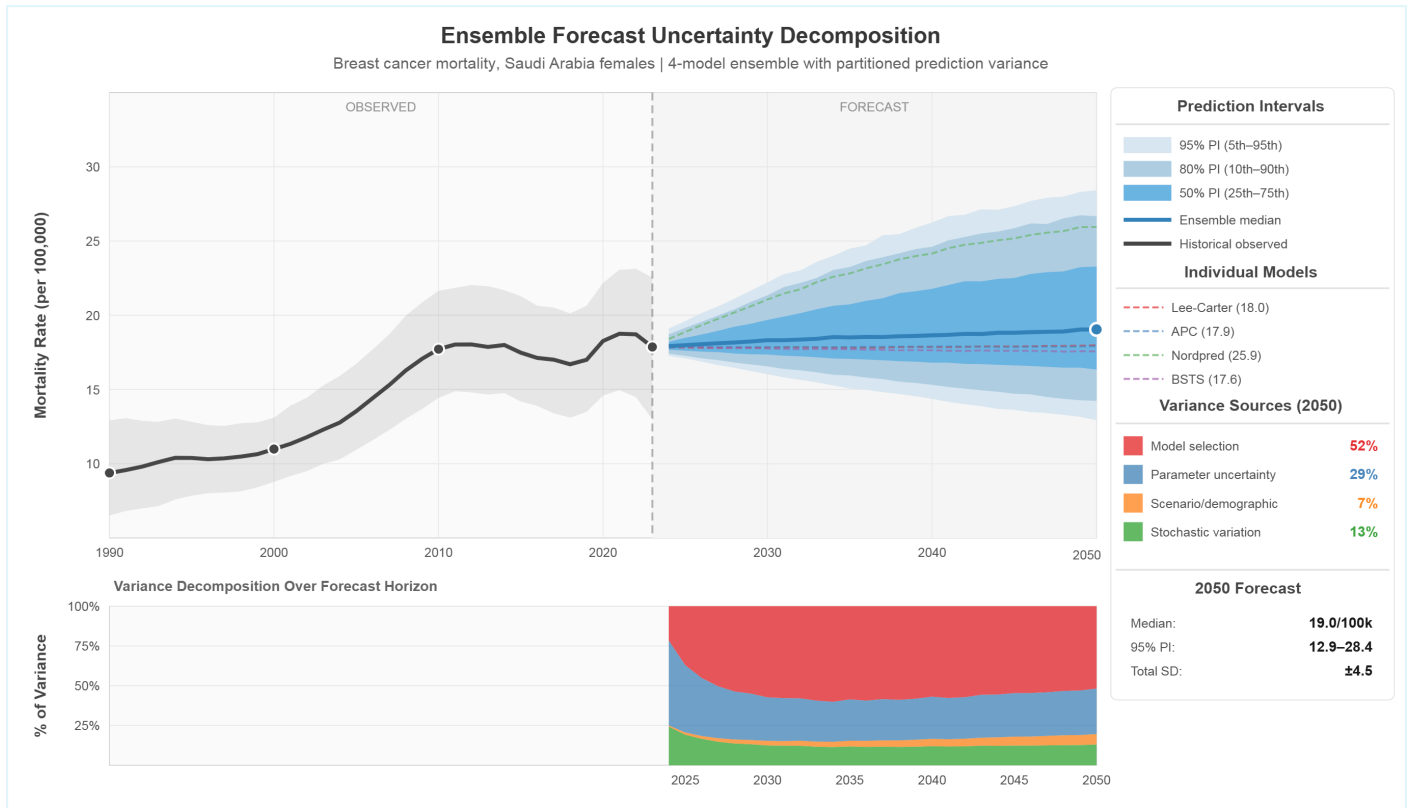 Ensemble Forecast Uncertainty Decomposition
Breast cancer mortality, Saudi Arabia females | 4-model ensemble with partitioned prediction variance
OBSERVED
FORECAST
Mortality Rate (per 100,000)
30
25
20
15
10
1990
2000
2010
2020
2030
2040
2050
Prediction Intervals
95% PI (5th–95th)
80% PI (10th–90th)
50% PI (25th–75th)
Ensemble median
Historical observed
Individual Models
Lee-Carter (18.0)
APC (17.9)
Nordpred (25.9)
BSTS (17.6)
Variance Sources (2050)
Model selection 52%
Parameter uncertainty 29%
Scenario/demographic 7%
Stochastic variation 13%
2050 Forecast
Median: 19.0/100k
95% PI: 12.9–28.4
Total SD: ±4.5
Variance Decomposition Over Forecast Horizon
% of Variance
100%
75%
50%
25%
2025
2030
2035
2040
2045
2050